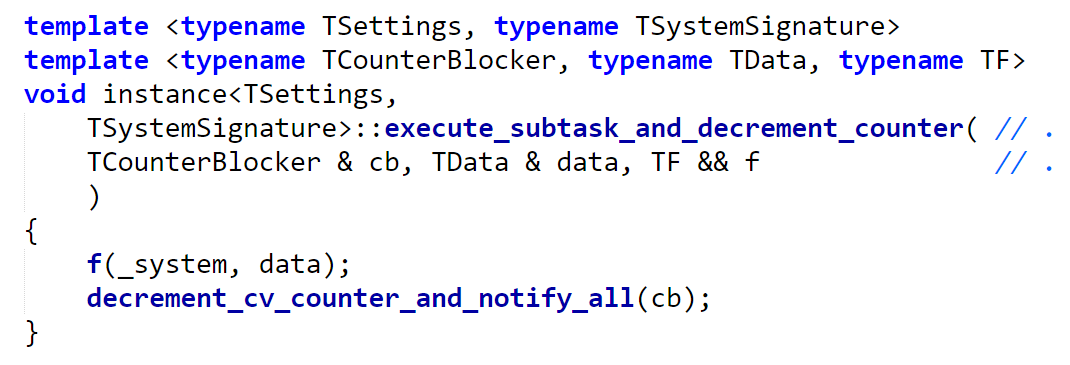 template <typename TSettings, typename TSystemSignature>
template <typename TCounterBlocker, typename TData, typename TF>
void instance<TSettings,
    TSystemSignature>::execute_subtask_and_decrement_counter( // .
    TCounterBlocker & cb, TData & data, TF && f               // .
    )
{
    f(_system, data);
    decrement_cv_counter_and_notify_all(cb);
}